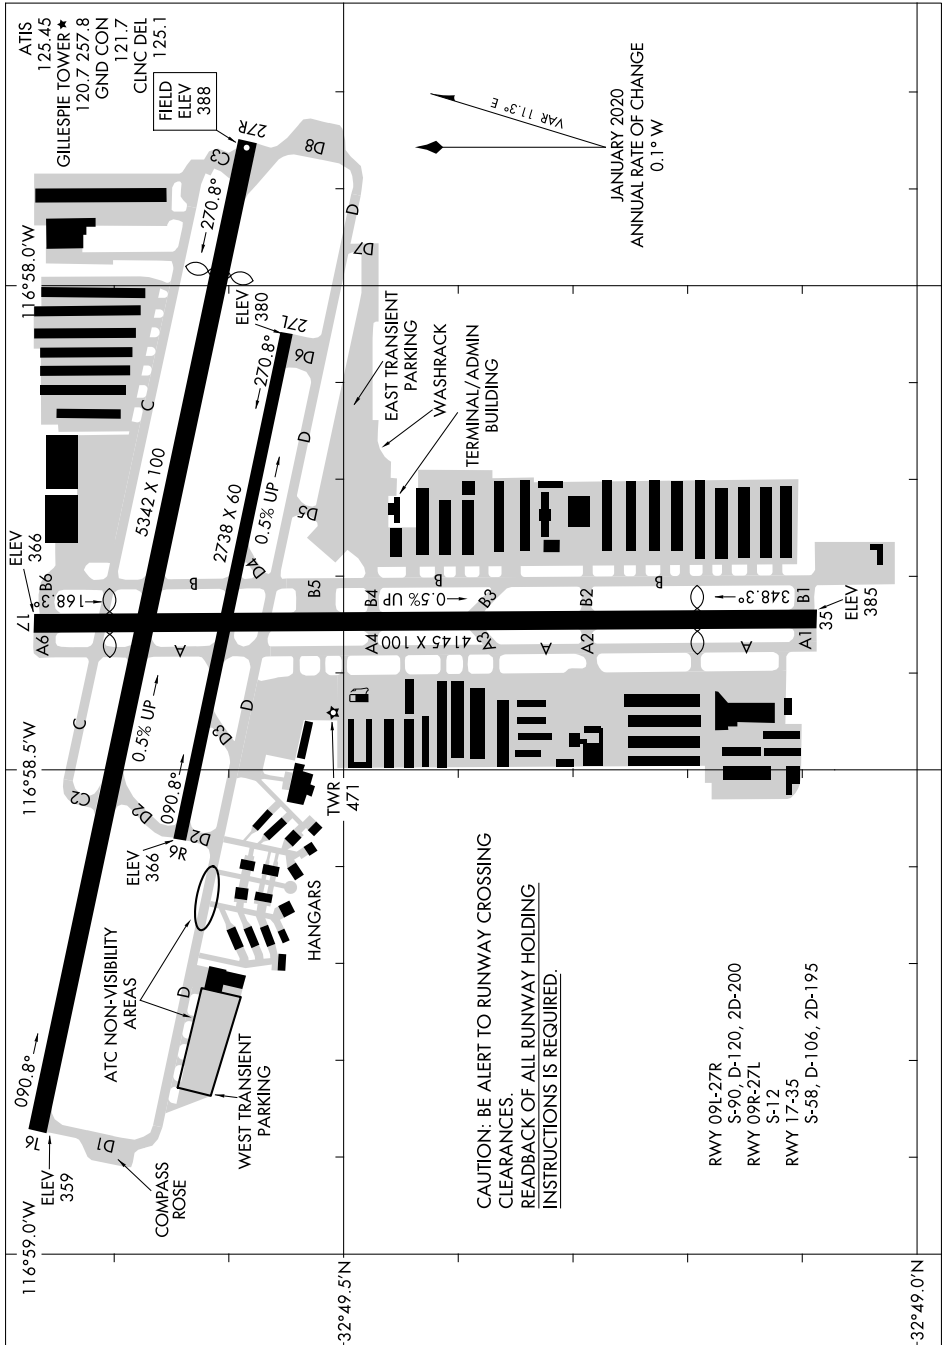 ATIS
125.45
GILLESPIE TOWER ★
120.7 257.8
GND CON
121.7
CLNC DEL
125.1
FIELD
ELEV
388
27R
C3
D8
270.8°
D
D7
116°58.0'W
ELEV
380
27L
270.8°
D6
C
D
5342 X 100
2738 X 60
0.5% UP
D5
D4
EAST TRANSIENT
PARKING
WASHRACK
TERMINAL/ADMIN
BUILDING
JANUARY 2020
ANNUAL RATE OF CHANGE
0.1° W
VAR 11.3° E
ELEV
366
17
B6
168.3°
A6
B
B5
B4
0.5% UP
B
B3
B2
B
348.3°
B1
35
ELEV
385
A
A4
4145 X 100
A3
A
A2
A
A1
C
0.5% UP
D
D3
116°58.5'W
C2
D2
090.8°
D2
9R
ELEV
366
TWR
471
HANGARS
ATC NON-VISIBILITY
AREAS
D
WEST TRANSIENT
PARKING
090.8°
9L
D1
ELEV
359
COMPASS
ROSE
116°59.0'W
CAUTION: BE ALERT TO RUNWAY CROSSING
CLEARANCES.
READBACK OF ALL RUNWAY HOLDING
INSTRUCTIONS IS REQUIRED.
RWY 09L-27R
S-90, D-120, 2D-200
RWY 09R-27L
S-12
RWY 17-35
S-58, D-106, 2D-195
32°49.5'N
32°49.0'N